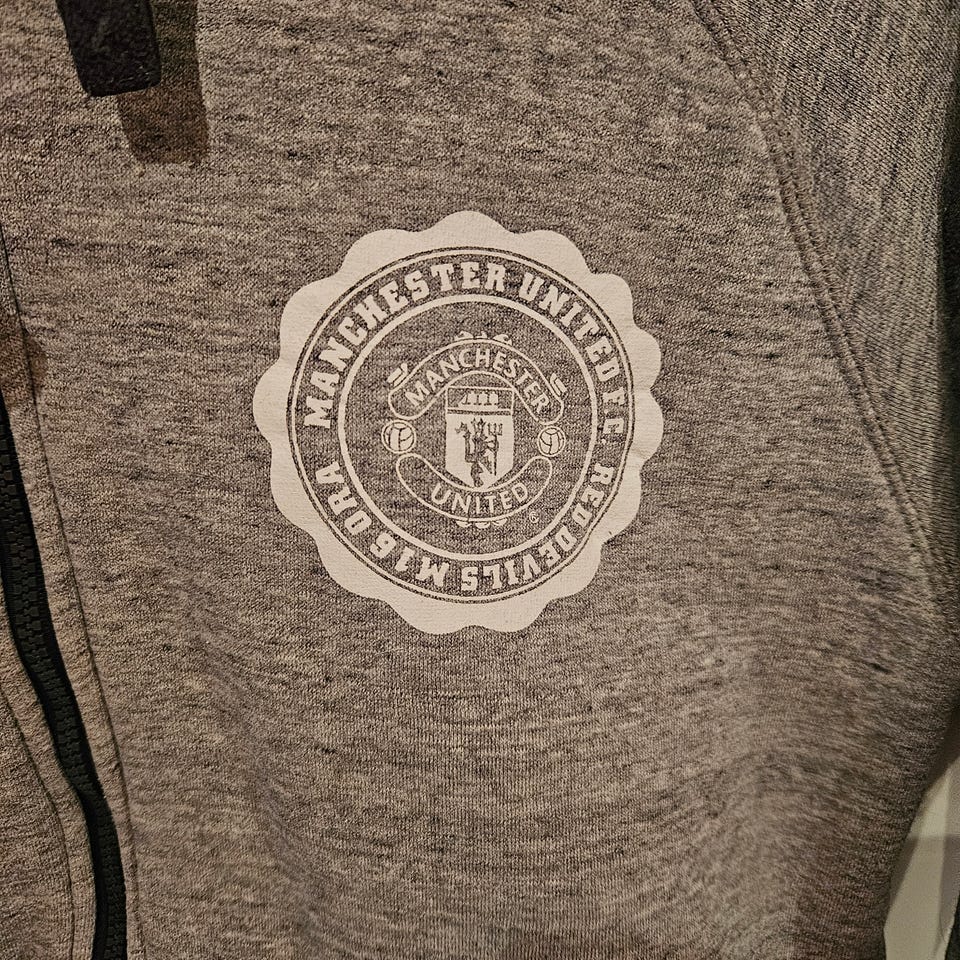 MANCHESTER UNITED F.C. RED DEVILS M16 0RA
MANCHESTER
UNITED
®